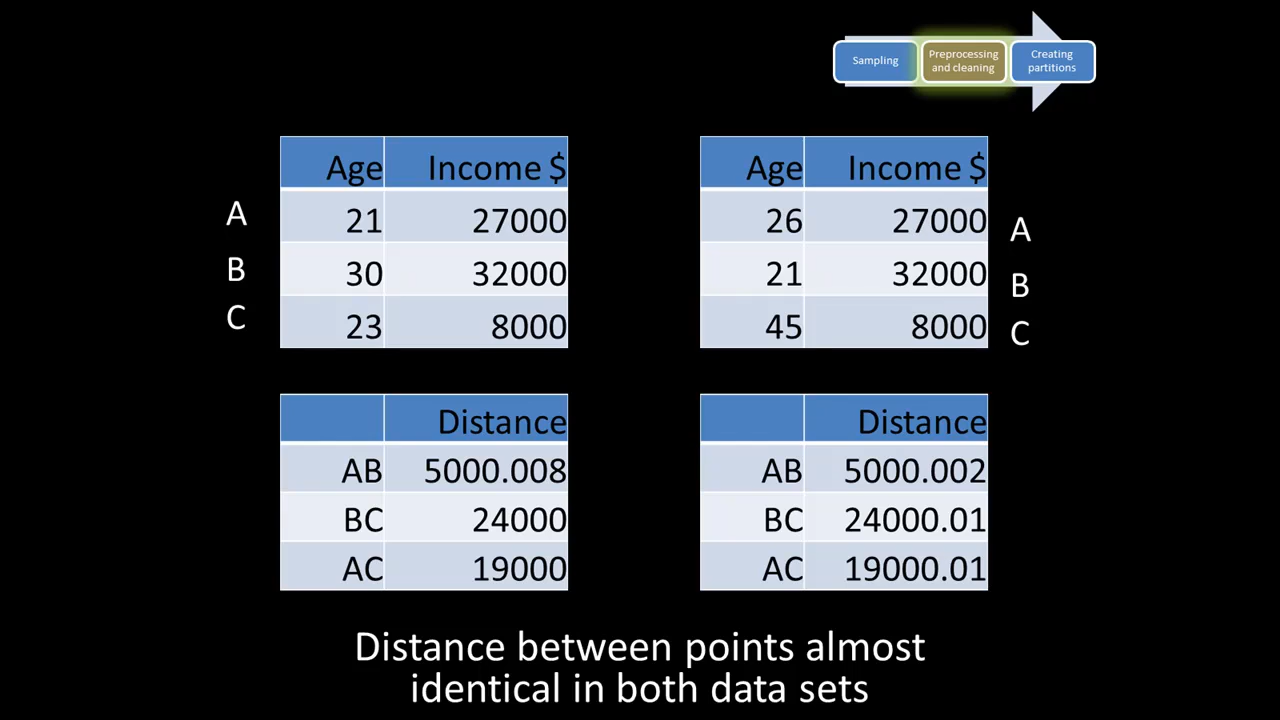 Sampling
Preprocessing
and cleaning
Creating
partitions
Age Income $
A 21 27000
B 30 32000
C 23 8000
Age Income $
26 27000 A
21 32000 B
45 8000 C
Distance
AB 5000.008
BC 24000
AC 19000
Distance
AB 5000.002
BC 24000.01
AC 19000.01
Distance between points almost
identical in both data sets